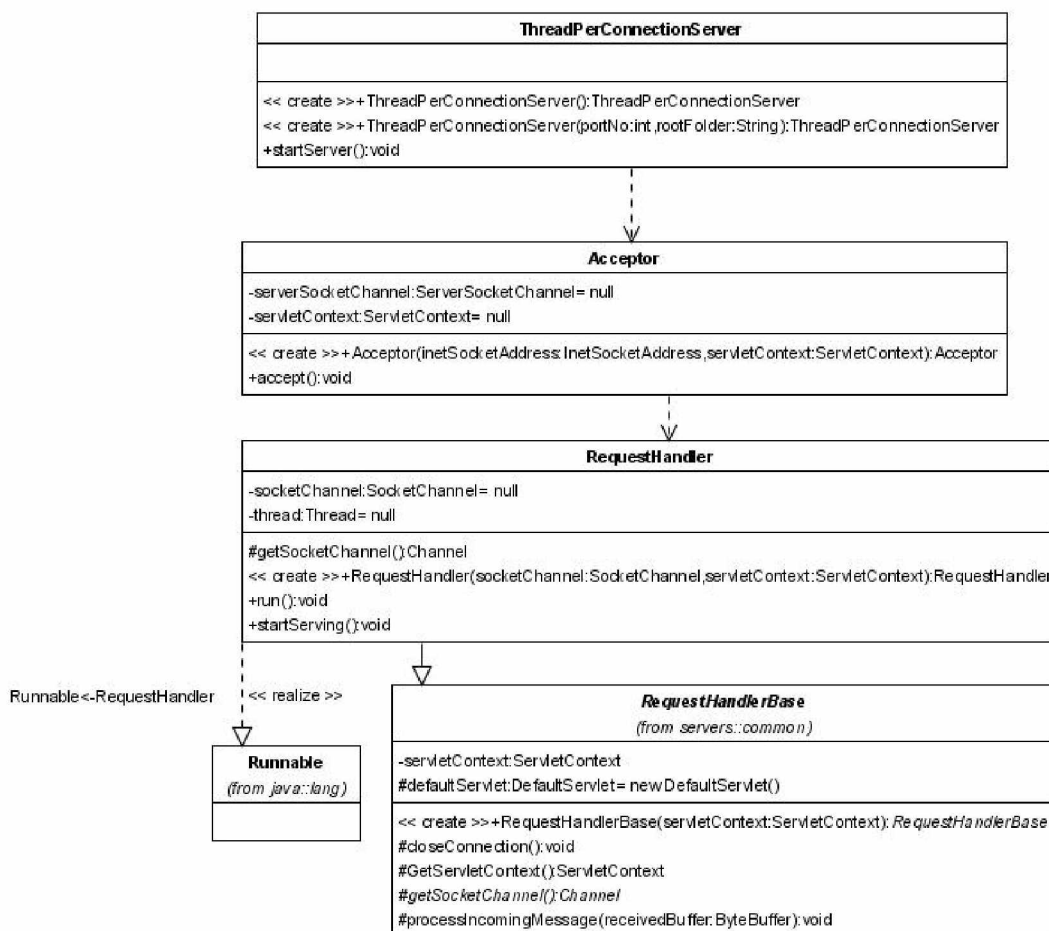 ThreadPerConnectionServer
<< create >>+ThreadPerConnectionServer():ThreadPerConnectionServer
<< create >>+ThreadPerConnectionServer(portNo:int,rootFolder:String):ThreadPerConnectionServer
+startServer():void
Acceptor
-serverSocketChannel:ServerSocketChannel= null
-servletContext:ServletContext= null
<< create >>+Acceptor(inetSocketAddress:InetSocketAddress,servletContext:ServletContext):Acceptor
+accept():void
RequestHandler
-socketChannel:SocketChannel= null
-thread:Thread= null
#getSocketChannel():Channel
<< create >>+RequestHandler(socketChannel:SocketChannel,servletContext:ServletContext):RequestHandler
+run():void
+startServing():void
Runnable<-RequestHandler
<< realize >>
Runnable
(from java::lang)
RequestHandlerBase
(from servers::common)
-servletContext:ServletContext
#defaultServlet:DefaultServlet= new DefaultServlet()
<< create >>+RequestHandlerBase(servletContext:ServletContext):RequestHandlerBase
#closeConnection():void
#GetServletContext():ServletContext
#getSocketChannel():Channel
#processIncomingMessage(receivedBuffer:ByteBuffer):void